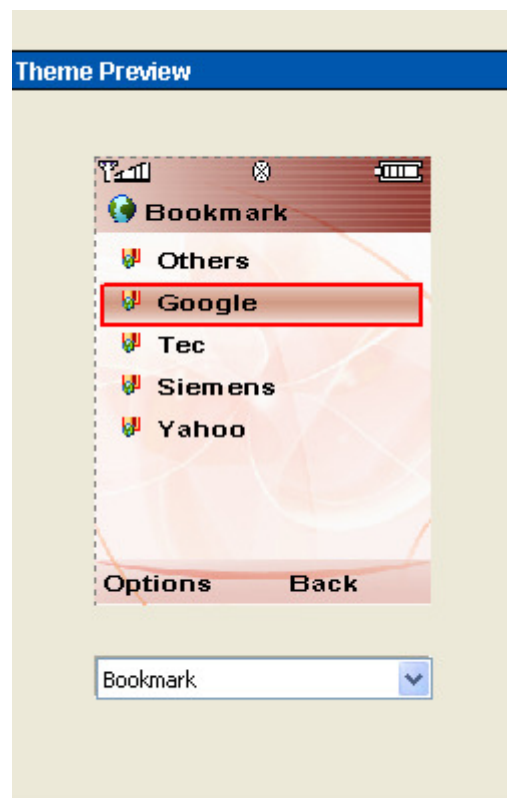 Theme Preview
Bookmark
Others
Google
Tec
Siemens
Yahoo
Options Back
Bookmark